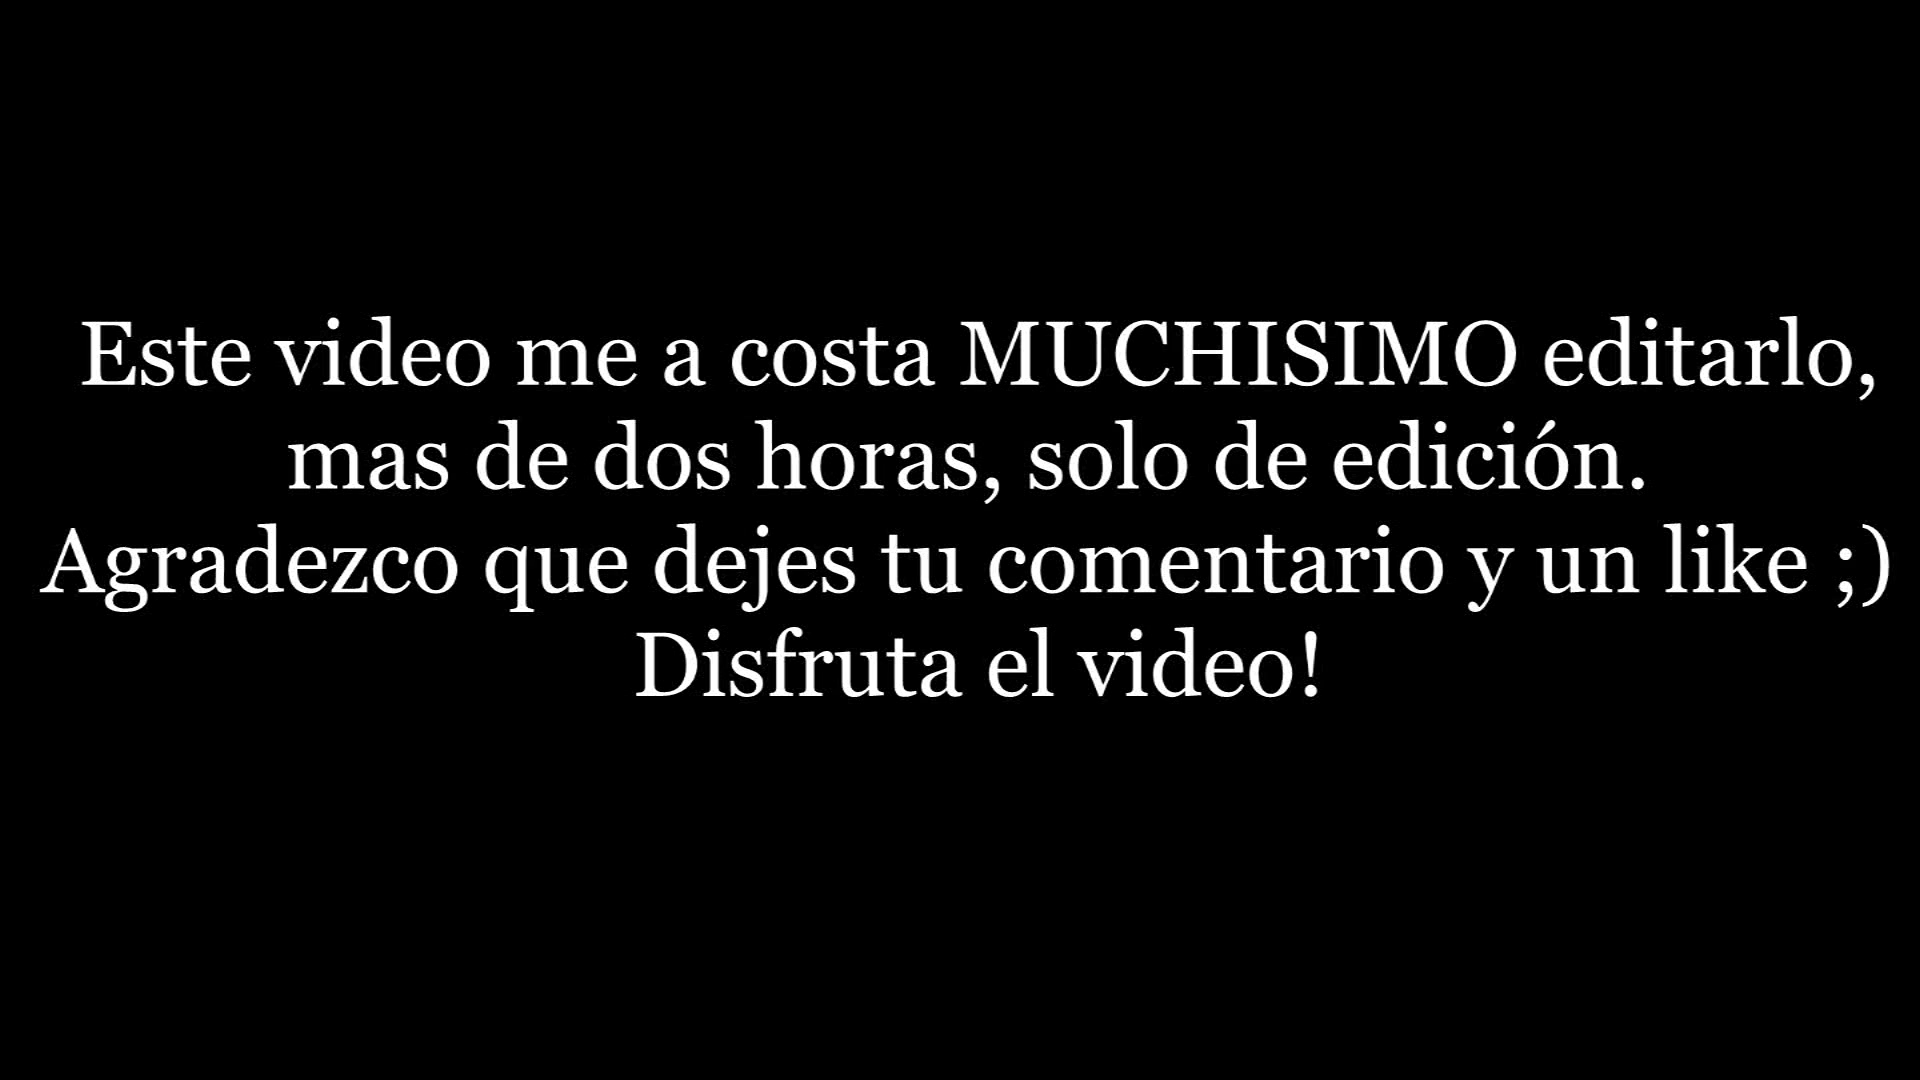 Este video me a costa MUCHISIMO editarlo,
mas de dos horas, solo de edición.
Agradezco que dejes tu comentario y un like ;)
Disfruta el video!